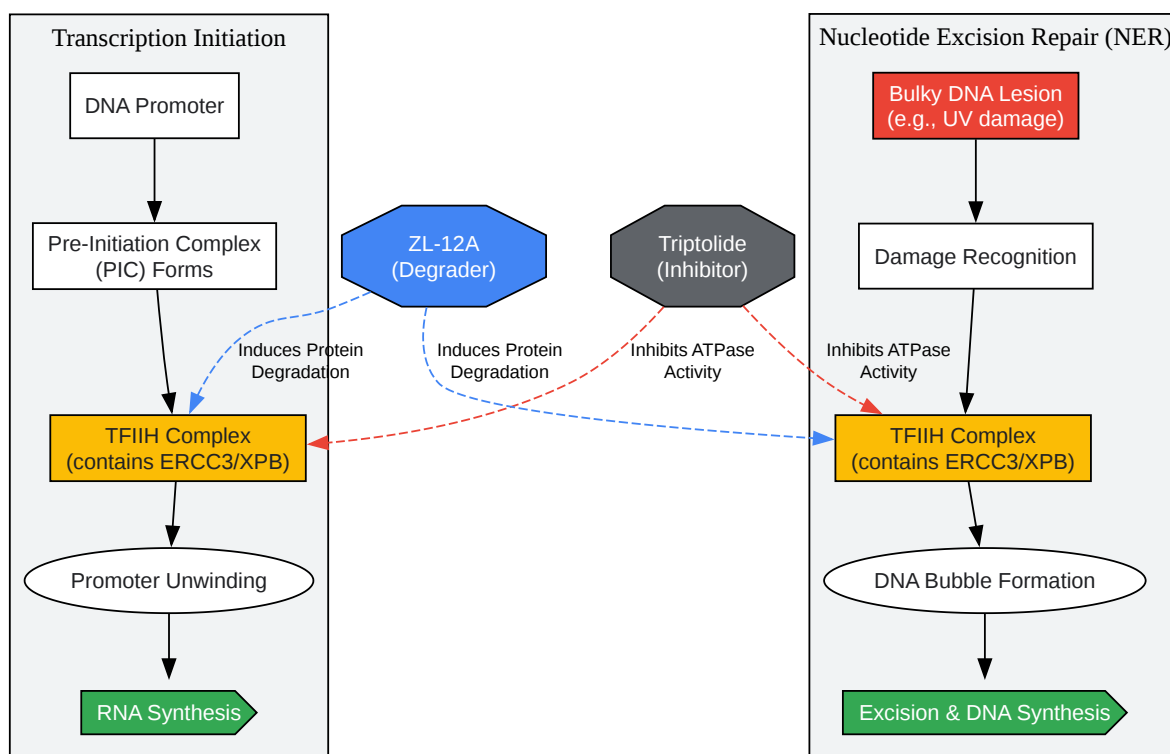 Transcription Initiation
DNA Promoter
Pre-Initiation Complex
(PIC) Forms
TFIIH Complex
(contains ERCC3/XPB)
Promoter Unwinding
RNA Synthesis
ZL-12A
(Degrader)
Triptolide
(Inhibitor)
Induces Protein
Degradation
Induces Protein
Degradation
Inhibits ATPase
Activity
Inhibits ATPase
Activity
Nucleotide Excision Repair (NER)
Bulky DNA Lesion
(e.g., UV damage)
Damage Recognition
TFIIH Complex
(contains ERCC3/XPB)
DNA Bubble Formation
Excision & DNA Synthesis